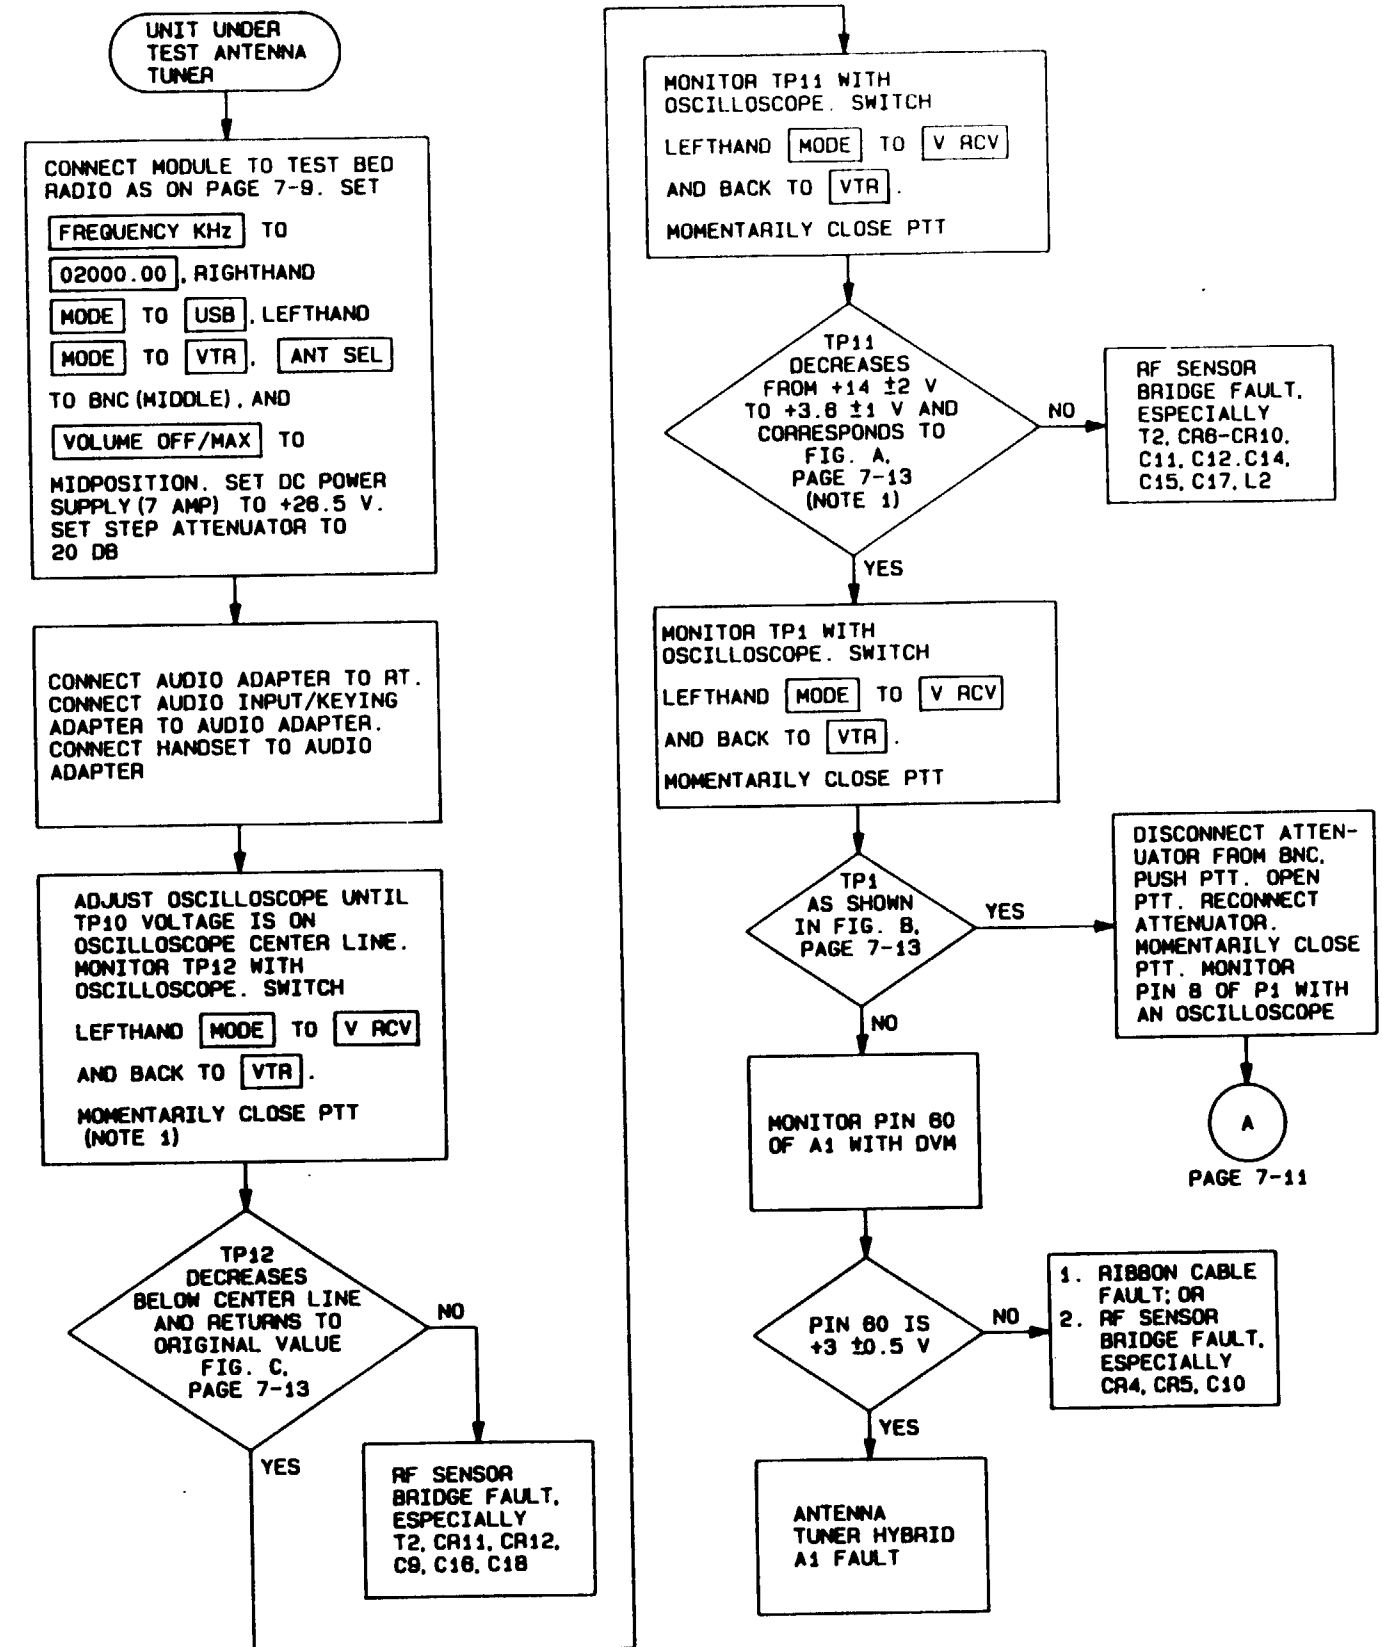 UNIT UNDER
TEST ANTENNA
TUNER
CONNECT MODULE TO TEST BED
RADIO AS ON PAGE 7-9. SET
FREQUENCY KHz TO
02000.00, RIGHTHAND
MODE TO USB, LEFTHAND
MODE TO VTR, ANT SEL
TO BNC (MIDDLE), AND
VOLUME OFF/MAX TO
MIDPOSITION. SET DC POWER
SUPPLY (7 AMP) TO +26.5 V.
SET STEP ATTENUATOR TO
20 DB
CONNECT AUDIO ADAPTER TO RT.
CONNECT AUDIO INPUT/KEYING
ADAPTER TO AUDIO ADAPTER.
CONNECT HANDSET TO AUDIO
ADAPTER
ADJUST OSCILLOSCOPE UNTIL
TP10 VOLTAGE IS ON
OSCILLOSCOPE CENTER LINE.
MONITOR TP12 WITH
OSCILLOSCOPE. SWITCH
LEFTHAND MODE TO V RCV
AND BACK TO VTR.
MOMENTARILY CLOSE PTT
(NOTE 1)
TP12
DECREASES
BELOW CENTER LINE
AND RETURNS TO
ORIGINAL VALUE
FIG. C,
PAGE 7-13
NO
YES
RF SENSOR
BRIDGE FAULT,
ESPECIALLY
T2, CR11, CR12,
C9, C16, C18
MONITOR TP11 WITH
OSCILLOSCOPE. SWITCH
LEFTHAND MODE TO V RCV
AND BACK TO VTR.
MOMENTARILY CLOSE PTT
TP11
DECREASES
FROM +14 ±2 V
TO +3.6 ±1 V AND
CORRESPONDS TO
FIG. A,
PAGE 7-13
(NOTE 1)
NO
RF SENSOR
BRIDGE FAULT,
ESPECIALLY
T2, CR6-CR10,
C11, C12.C14,
C15, C17, L2
YES
MONITOR TP1 WITH
OSCILLOSCOPE. SWITCH
LEFTHAND MODE TO V RCV
AND BACK TO VTR.
MOMENTARILY CLOSE PTT
TP1
AS SHOWN
IN FIG. B,
PAGE 7-13
YES
DISCONNECT ATTEN-
UATOR FROM BNC,
PUSH PTT. OPEN
PTT. RECONNECT
ATTENUATOR.
MOMENTARILY CLOSE
PTT. MONITOR
PIN 8 OF P1 WITH
AN OSCILLOSCOPE
A
PAGE 7-11
NO
MONITOR PIN 60
OF A1 WITH DVM
PIN 60 IS
+3 ±0.5 V
NO
1. RIBBON CABLE
FAULT; OR
2. RF SENSOR
BRIDGE FAULT,
ESPECIALLY
CR4, CR5, C10
YES
ANTENNA
TUNER HYBRID
A1 FAULT